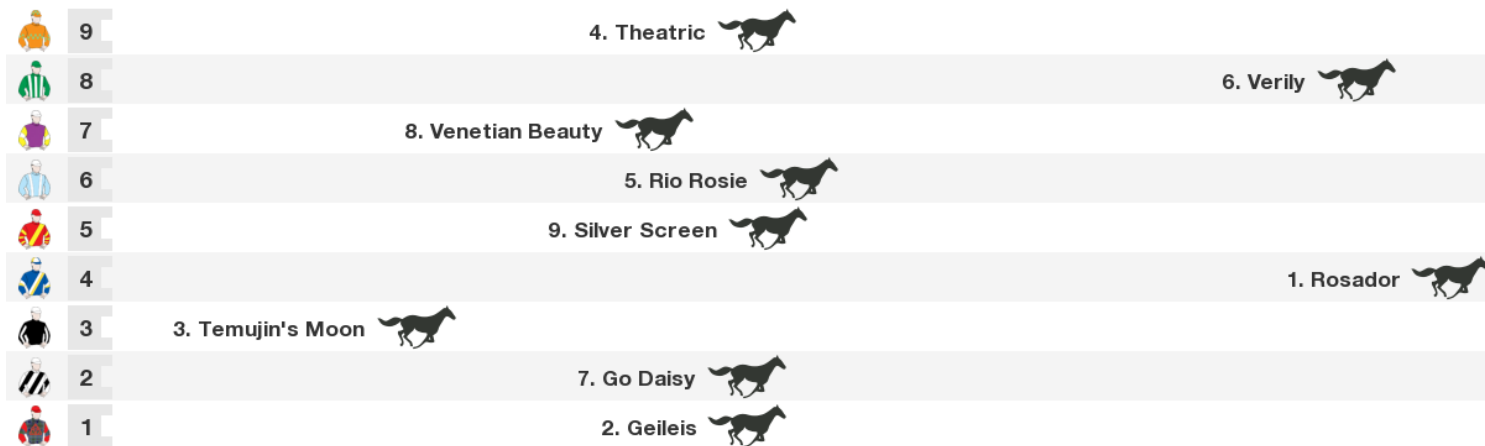 9 4. Theatric
8 6. Verily
7 8. Venetian Beauty
6 5. Rio Rosie
5 9. Silver Screen
4 1. Rosador
3 3. Temujin's Moon
2 7. Go Daisy
1 2. Geileis